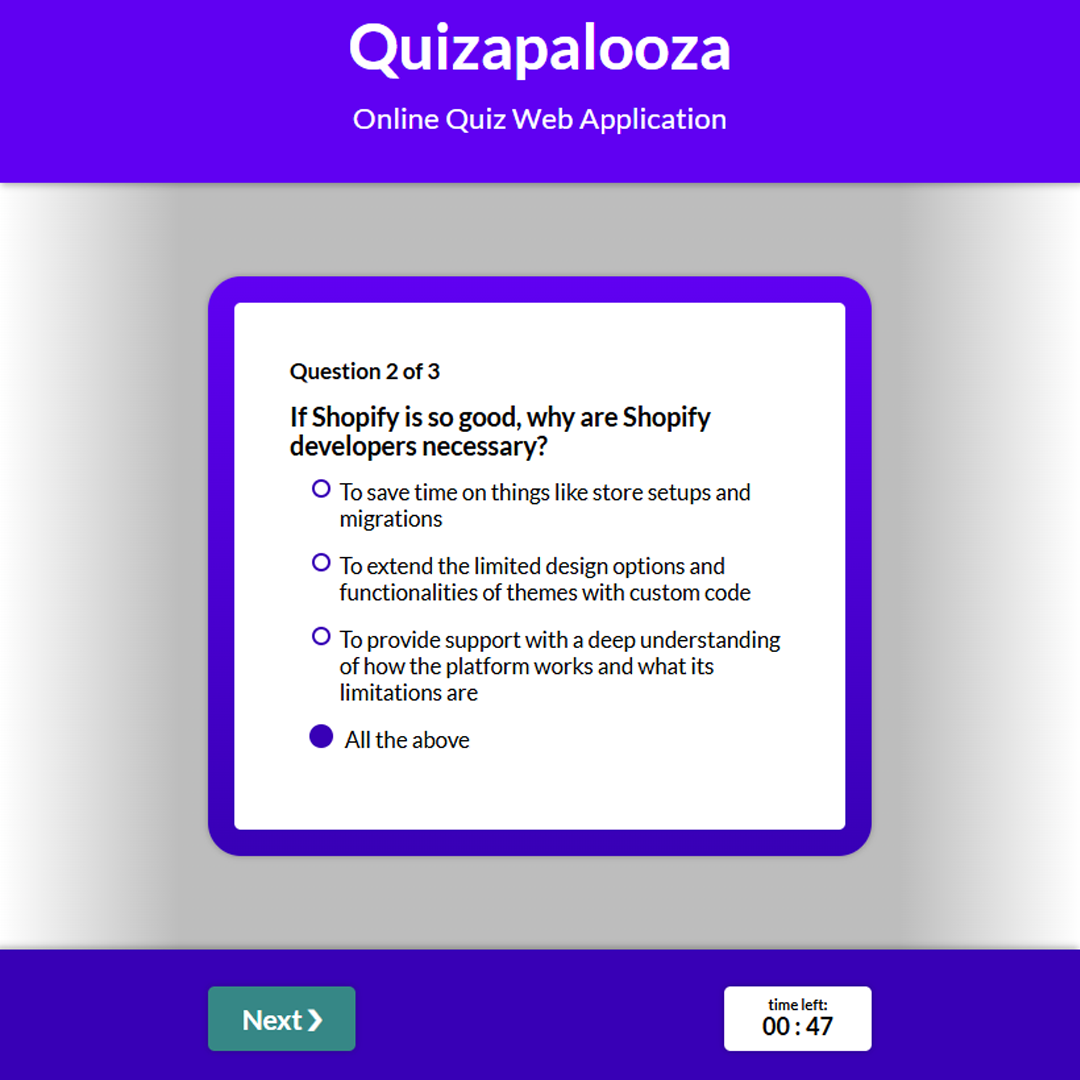 Quizapalooza
Online Quiz Web Application
Question 2 of 3
If Shopify is so good, why are Shopify
developers necessary?
To save time on things like store setups and
migrations
To extend the limited design options and
functionalities of themes with custom code
To provide support with a deep understanding
of how the platform works and what its
limitations are
All the above
Next ❯
time left:
00 : 47